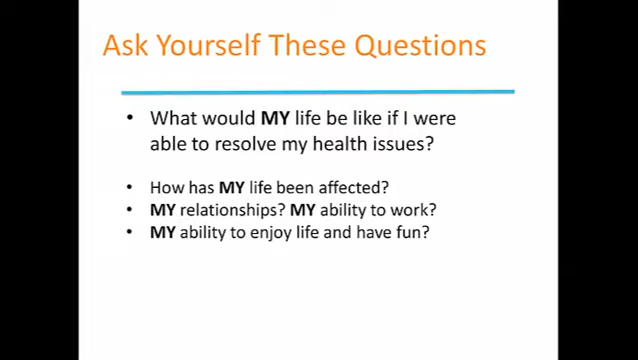 Ask Yourself These Questions
• What would MY life be like if I were
able to resolve my health issues?
• How has MY life been affected?
• MY relationships? MY ability to work?
• MY ability to enjoy life and have fun?